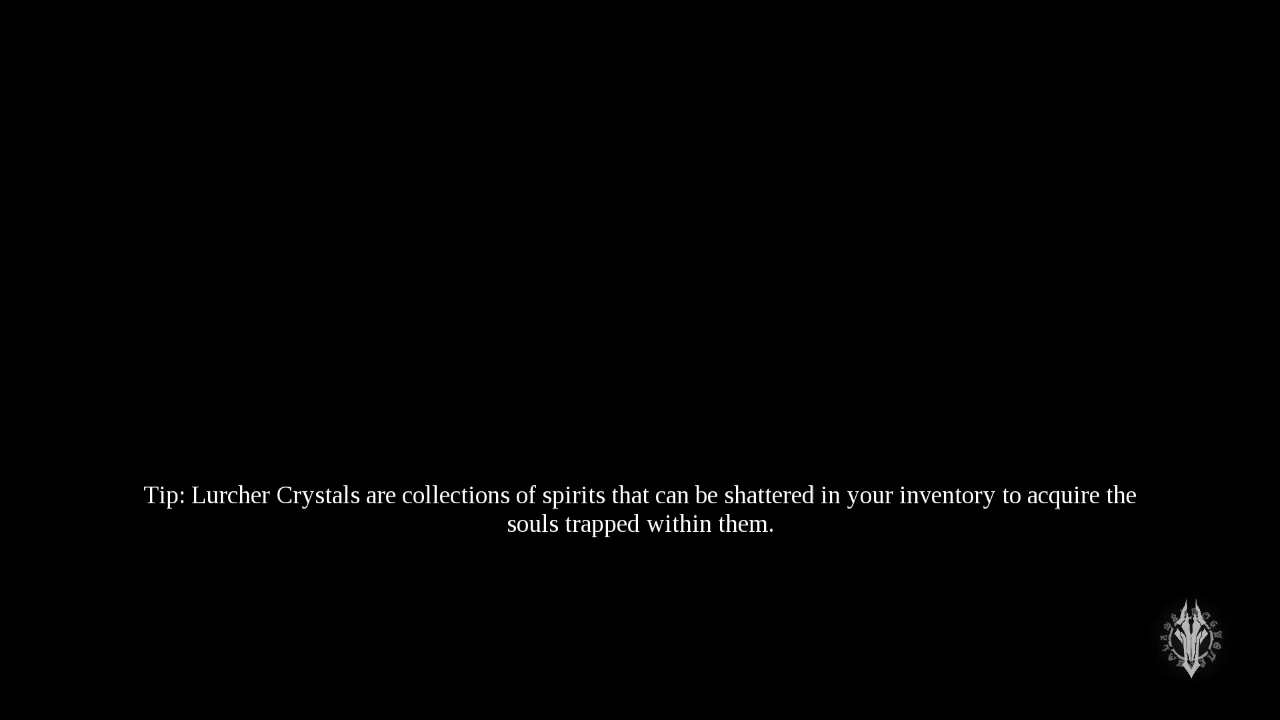 Tip: Lurcher Crystals are collections of spirits that can be shattered in your inventory to acquire the
souls trapped within them.